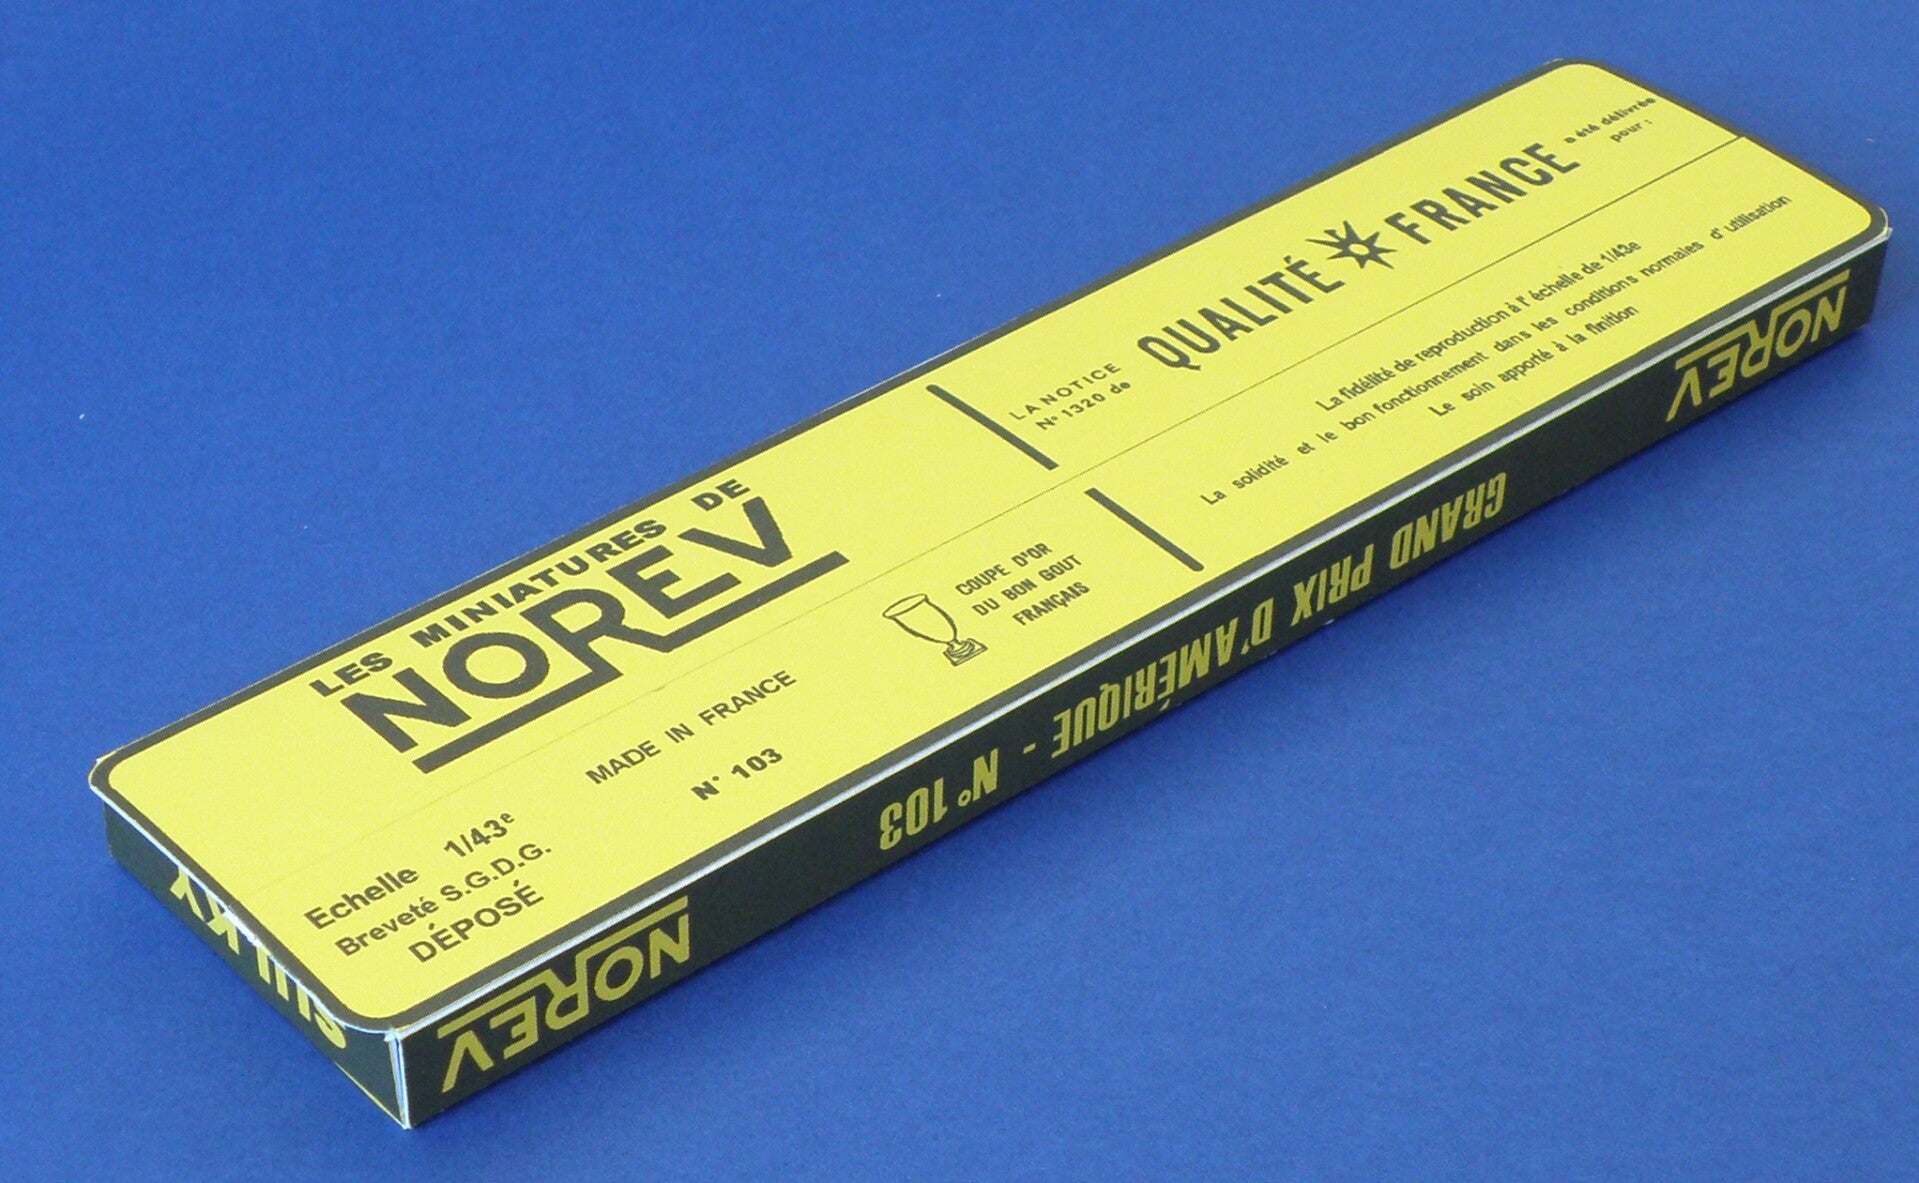 LES MINIATURES DE
NOREV
MADE IN FRANCE
N° 103
Echelle 1/43e
Breveté S.G.D.G.
DÉPOSÉ
COUPE D'OR
DU BON GOUT
FRANÇAIS
LA NOTICE
N° 1320 de
QUALITÉ FRANCE
a été délivrée
pour :
La fidélité de reproduction à l' échelle de 1/43e
La solidité et le bon fonctionnement dans les conditions normales d' utilisation
Le soin apporté à la finition
NOREV
GRAND PRIX D'AMÉRIQUE - N° 103
NOREV
SULKY